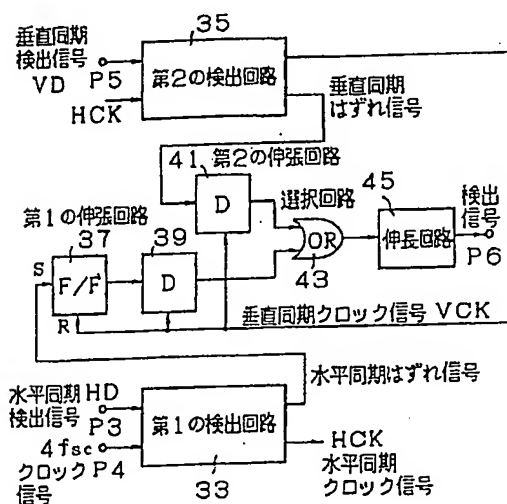 垂直同期
検出信号
VD P5
HCK
35
第2の検出回路
垂直同期
はずれ信号
41 第2の伸張回路
D
選択回路
第1の伸張回路
37
39
S
F/F
R
D
OR
43
45
伸長回路
検出
信号
P6
垂直同期クロック信号 VCK
水平同期はずれ信号
水平同期 HD
検出信号
P3
4fsc
クロック P4
信号
第1の検出回路
33
HCK
水平同期
クロック信号